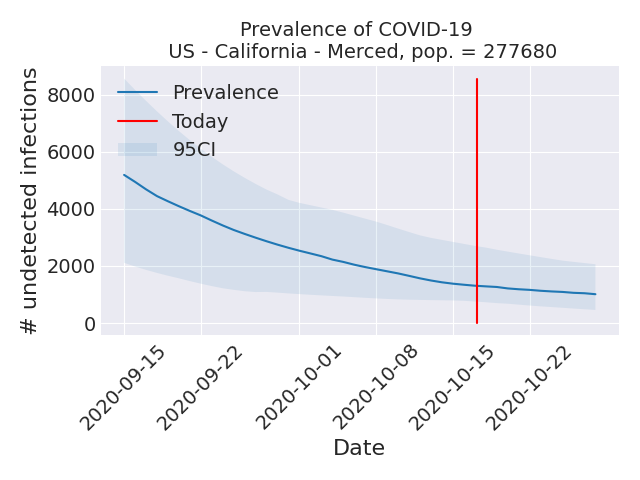 Prevalence of COVID-19
US - California - Merced, pop. = 277680
# undetected infections
8000
6000
4000
2000
0
Prevalence
Today
95CI
2020-09-15
2020-09-22
2020-10-01
2020-10-08
2020-10-15
2020-10-22
Date